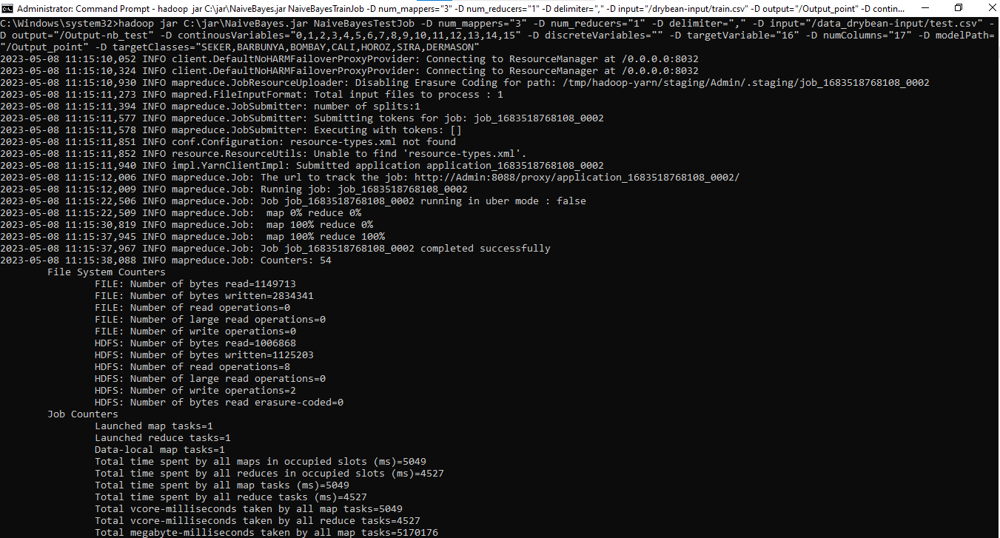 Administrator: Command Prompt - hadoop jar C:\jar\NaiveBayes.jar NaiveBayesTrainJob -D num_mappers="3" -D num_reducers="1" -D delimiter="," -D input="/drybean-input/train.csv" -D output="/Output_point" -D contin...
C:\Windows\system32>hadoop jar C:\jar\NaiveBayes.jar NaiveBayesTestJob -D num_mappers="3" -D num_reducers="1" -D delimiter="," -D input="/data_drybean-input/test.csv" -
D output="/Output-nb_test" -D continousVariables="0,1,2,3,4,5,6,7,8,9,10,11,12,13,14,15" -D discreteVariables="" -D targetVariable="16" -D numColumns="17" -D modelPath=
"/Output_point" -D targetClasses="SEKER,BARBUNYA,BOMBAY,CALI,HOROZ,SIRA,DERMASON"
2023-05-08 11:15:10,052 INFO client.DefaultNoHARMFailoverProxyProvider: Connecting to ResourceManager at /0.0.0.0:8032
2023-05-08 11:15:10,324 INFO client.DefaultNoHARMFailoverProxyProvider: Connecting to ResourceManager at /0.0.0.0:8032
2023-05-08 11:15:10,930 INFO mapreduce.JobResourceUploader: Disabling Erasure Coding for path: /tmp/hadoop-yarn/staging/Admin/.staging/job_1683518768108_0002
2023-05-08 11:15:11,273 INFO mapred.FileInputFormat: Total input files to process : 1
2023-05-08 11:15:11,394 INFO mapreduce.JobSubmitter: number of splits:1
2023-05-08 11:15:11,577 INFO mapreduce.JobSubmitter: Submitting tokens for job: job_1683518768108_0002
2023-05-08 11:15:11,578 INFO mapreduce.JobSubmitter: Executing with tokens: []
2023-05-08 11:15:11,851 INFO conf.Configuration: resource-types.xml not found
2023-05-08 11:15:11,852 INFO resource.ResourceUtils: Unable to find 'resource-types.xml'.
2023-05-08 11:15:11,940 INFO impl.YarnClientImpl: Submitted application application_1683518768108_0002
2023-05-08 11:15:12,006 INFO mapreduce.Job: The url to track the job: http://Admin:8088/proxy/application_1683518768108_0002/
2023-05-08 11:15:12,009 INFO mapreduce.Job: Running job: job_1683518768108_0002
2023-05-08 11:15:22,506 INFO mapreduce.Job: Job job_1683518768108_0002 running in uber mode : false
2023-05-08 11:15:22,509 INFO mapreduce.Job:  map 0% reduce 0%
2023-05-08 11:15:30,819 INFO mapreduce.Job:  map 100% reduce 0%
2023-05-08 11:15:37,945 INFO mapreduce.Job:  map 100% reduce 100%
2023-05-08 11:15:37,967 INFO mapreduce.Job: Job job_1683518768108_0002 completed successfully
2023-05-08 11:15:38,088 INFO mapreduce.Job: Counters: 54
File System Counters
FILE: Number of bytes read=1149713
FILE: Number of bytes written=2834341
FILE: Number of read operations=0
FILE: Number of large read operations=0
FILE: Number of write operations=0
HDFS: Number of bytes read=1006868
HDFS: Number of bytes written=1125203
HDFS: Number of read operations=8
HDFS: Number of large read operations=0
HDFS: Number of write operations=2
HDFS: Number of bytes read erasure-coded=0
Job Counters
Launched map tasks=1
Launched reduce tasks=1
Data-local map tasks=1
Total time spent by all maps in occupied slots (ms)=5049
Total time spent by all reduces in occupied slots (ms)=4527
Total time spent by all map tasks (ms)=5049
Total time spent by all reduce tasks (ms)=4527
Total vcore-milliseconds taken by all map tasks=5049
Total vcore-milliseconds taken by all reduce tasks=4527
Total megabyte-milliseconds taken by all map tasks=5170176